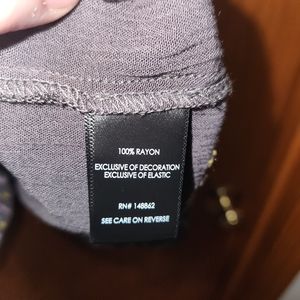 100% RAYON
EXCLUSIVE OF DECORATION
EXCLUSIVE OF ELASTIC
RN# 148862
SEE CARE ON REVERSE